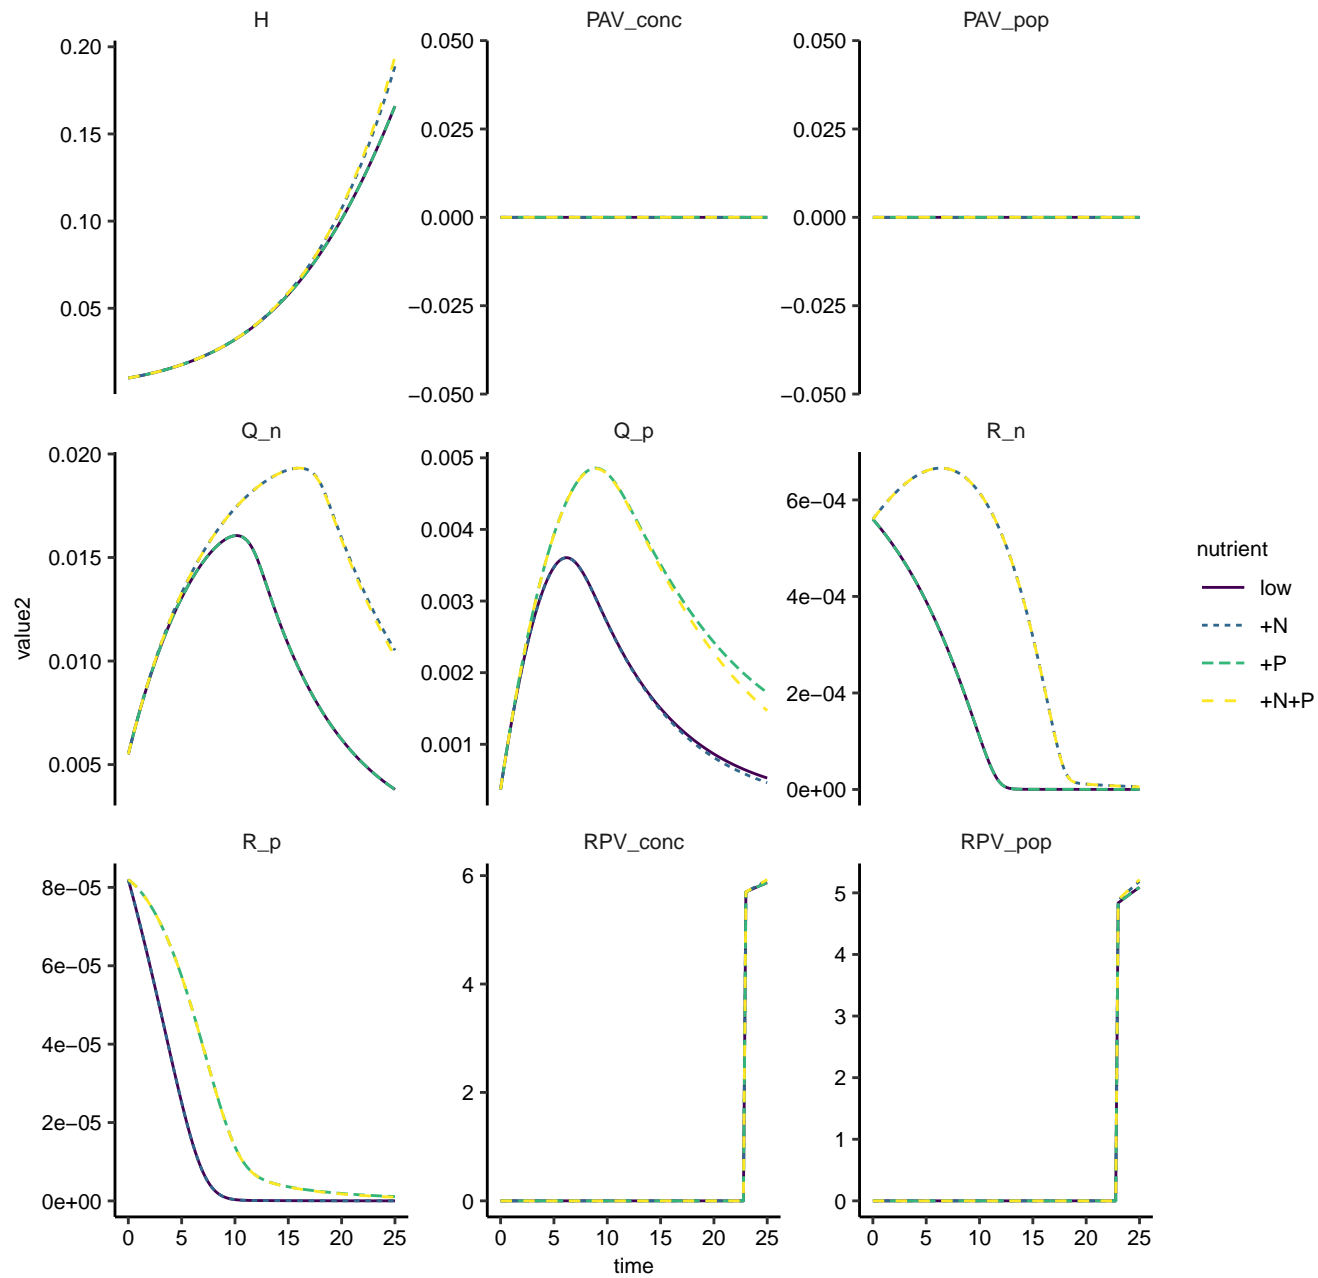 H
PAV_conc
PAV_pop
0.20
0.15
0.10
0.05
0.050
0.025
0.000
−0.025
−0.050
0.050
0.025
0.000
−0.025
−0.050
Q_n
Q_p
R_n
0.020
0.015
0.010
0.005
0.005
0.004
0.003
0.002
0.001
6e−04
4e−04
2e−04
0e+00
value2
nutrient
low
+N
+P
+N+P
R_p
RPV_conc
RPV_pop
8e−05
6e−05
4e−05
2e−05
0e+00
6
4
2
0
5
4
3
2
1
0
0 5 10 15 20 25
0 5 10 15 20 25
0 5 10 15 20 25
time